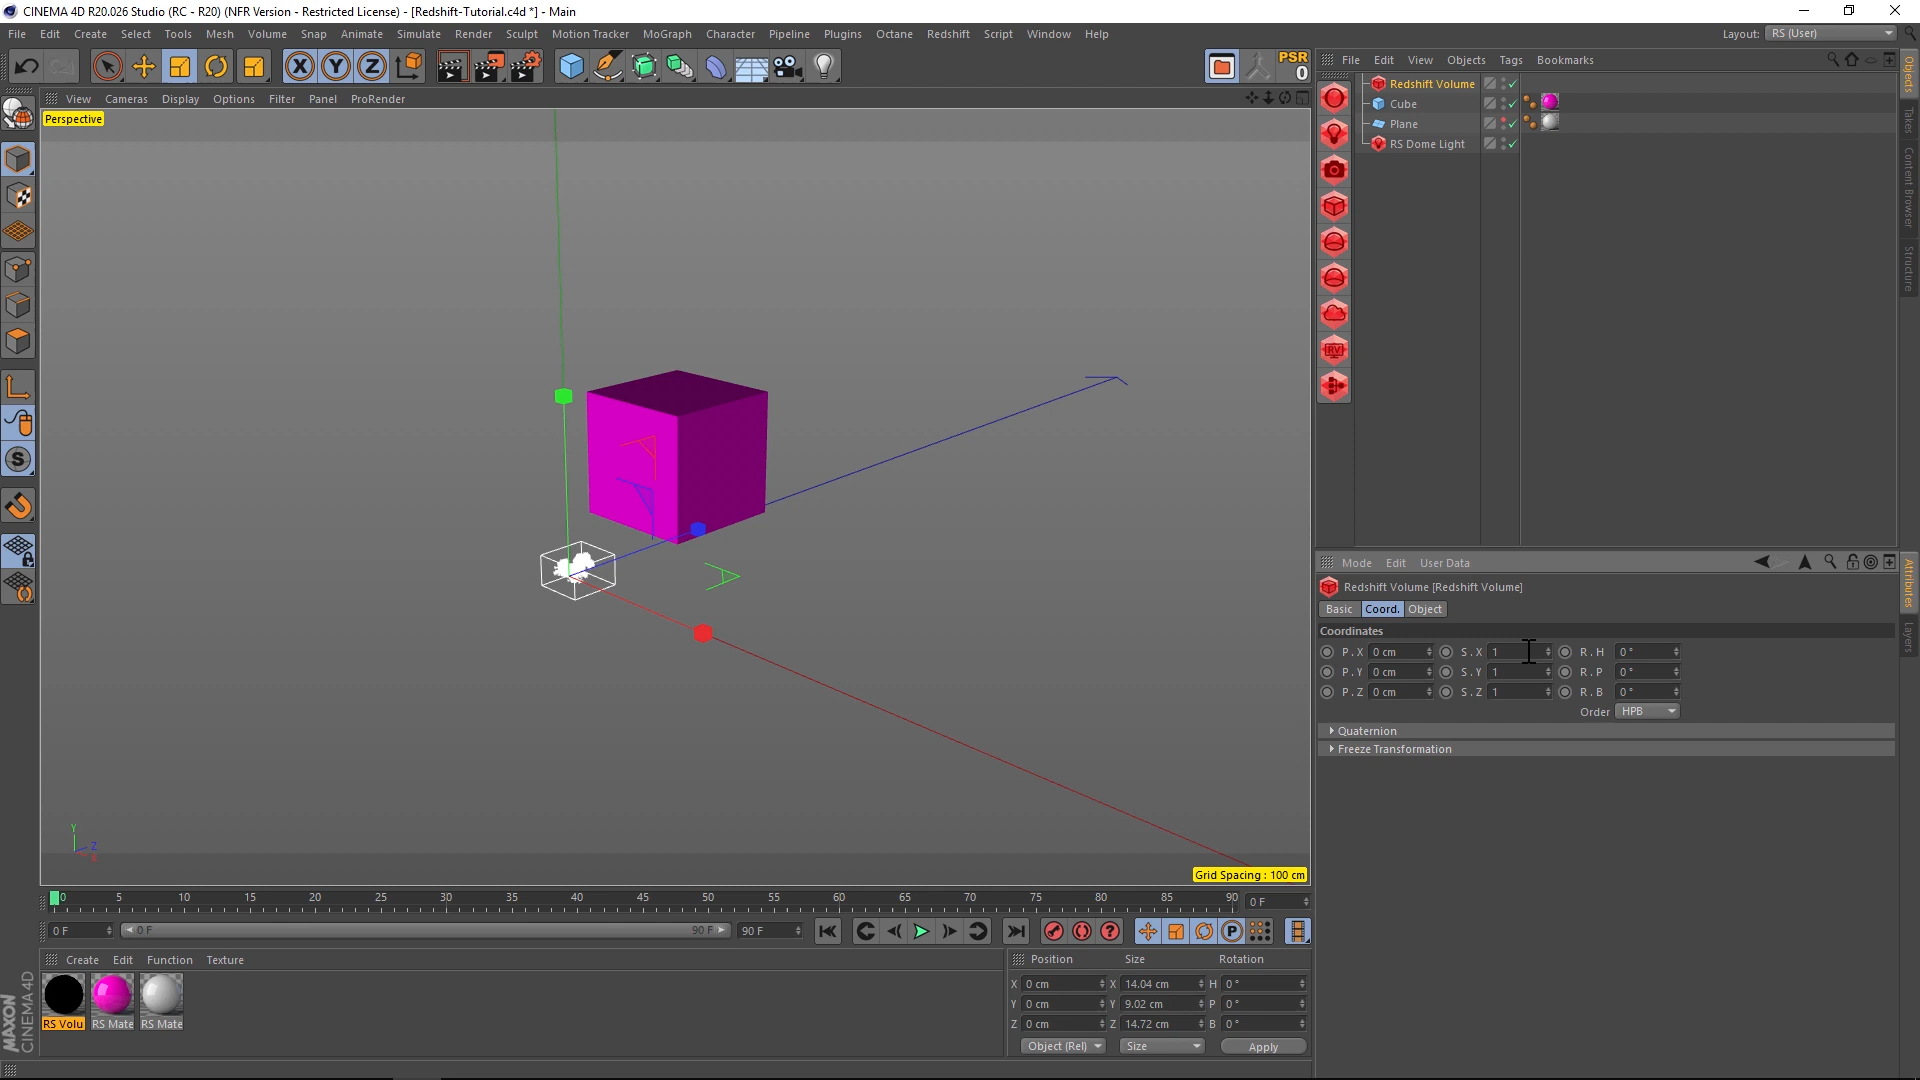 CINEMA 4D R20.026 Studio (RC - R20) (NFR Version - Restricted License) - [Redshift-Tutorial.c4d *] - Main
File Edit Create Select Tools Mesh Volume Snap Animate Simulate Render Sculpt Motion Tracker MoGraph Character Pipeline Plugins Octane Redshift Script Window Help Layout: RS (User)
X Y Z PSR
0
File Edit View Objects Tags Bookmarks
View Cameras Display Options Filter Panel ProRender
Perspective
Redshift Volume
Cube
Plane
RS Dome Light
Objects
Takes
Content Browser
Structure
RV
S
Mode Edit User Data
Redshift Volume [Redshift Volume]
Basic Coord. Object
Coordinates
P . X 0 cm S . X 1 R . H 0 °
P . Y 0 cm S . Y 1 R . P 0 °
P . Z 0 cm S . Z 1 R . B 0 °
Order HPB
Quaternion
Freeze Transformation
Attributes
Layers
Y
Z
X
Grid Spacing : 100 cm
0 5 10 15 20 25 30 35 40 45 50 55 60 65 70 75 80 85 90 0 F
0 F 0 F 90 F 90 F P
Create Edit Function Texture
RS Volu RS Mate RS Mate
Position Size Rotation
X 0 cm X 14.04 cm H 0 °
Y 0 cm Y 9.02 cm P 0 °
Z 0 cm Z 14.72 cm B 0 °
Object (Rel) Size Apply
MAXON
CINEMA 4D